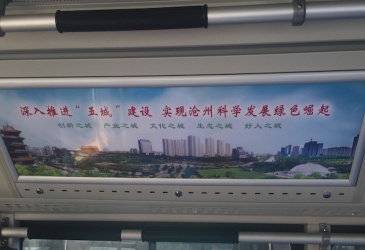 深入推进“五城”建设 实现沧州科学发展绿色崛起
创新之城 产业之城 文化之城 生态之城 好人之城